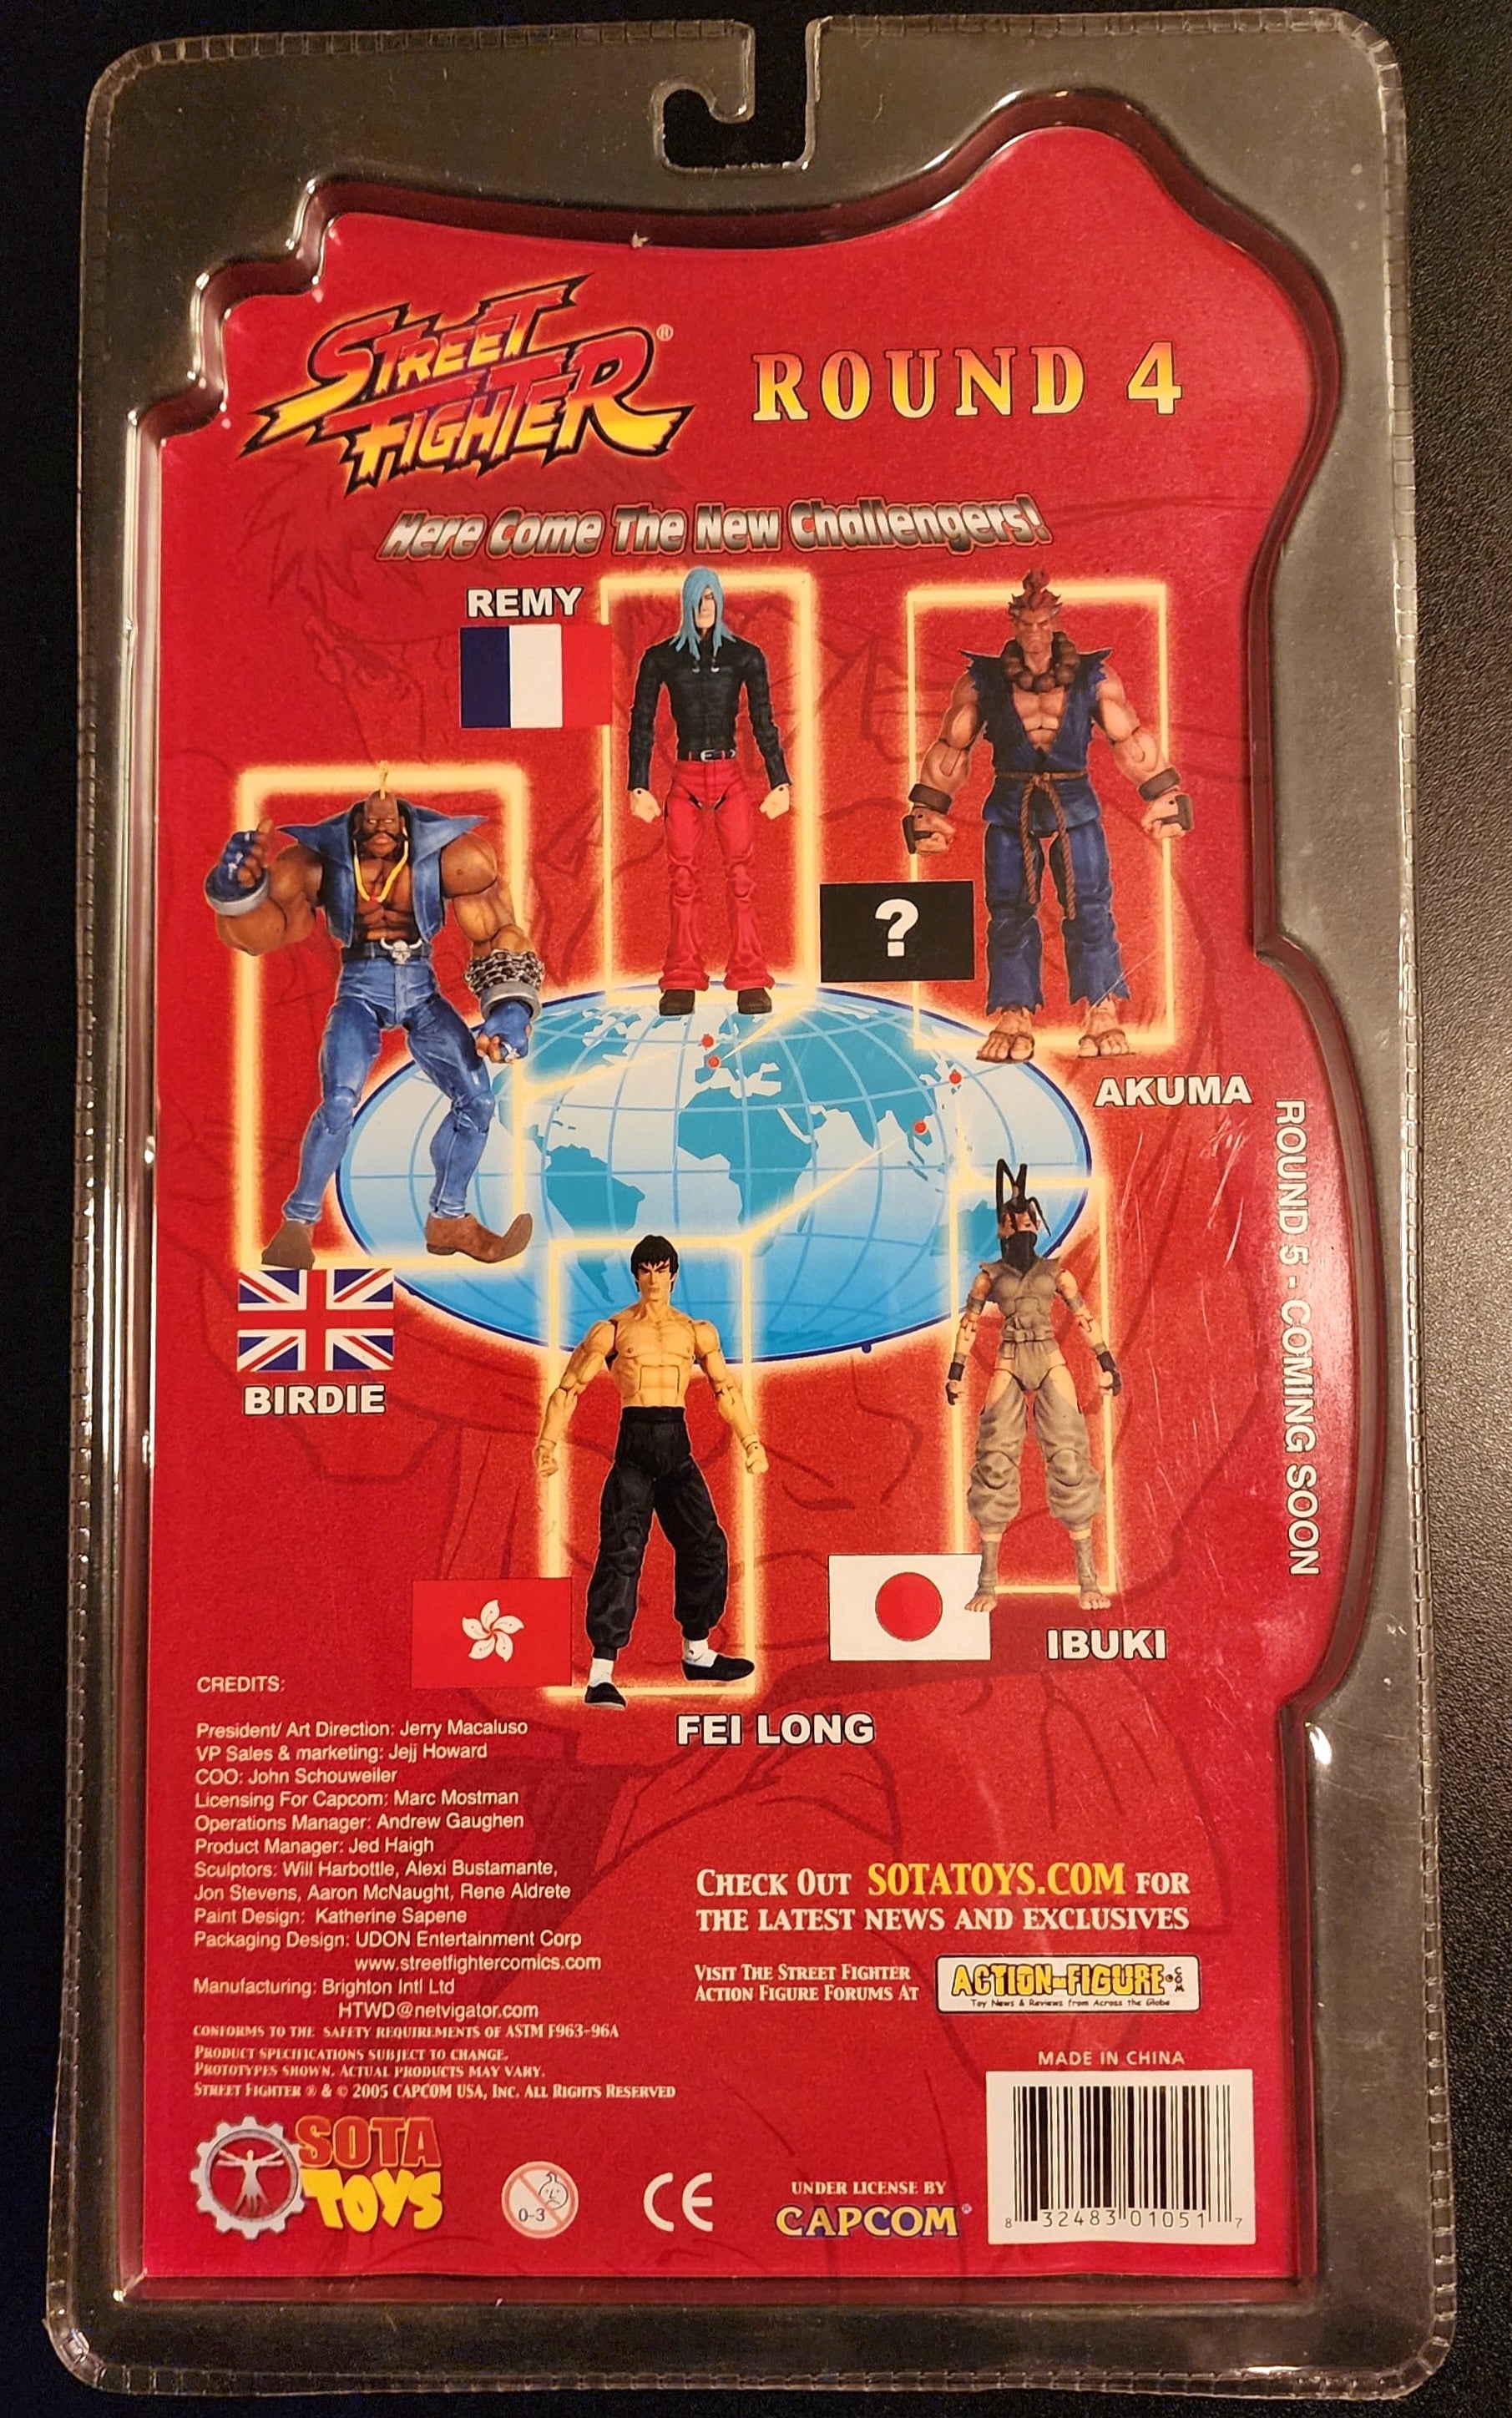 STREET FIGHTER®
ROUND 4
Here Come The New Challengers!
REMY
?
AKUMA
BIRDIE
IBUKI
FEI LONG
ROUND 5 - COMING SOON
CREDITS:
President/ Art Direction: Jerry Macaluso
VP Sales & marketing: Jejj Howard
COO: John Schouweiler
Licensing For Capcom: Marc Mostman
Operations Manager: Andrew Gaughen
Product Manager: Jed Haigh
Sculptors: Will Harbottle, Alexi Bustamante,
Jon Stevens, Aaron McNaught, Rene Aldrete
Paint Design: Katherine Sapene
Packaging Design: UDON Entertainment Corp
www.streetfightercomics.com
Manufacturing: Brighton Intl Ltd
HTWD@netvigator.com
CONFORMS TO THE SAFETY REQUIREMENTS OF ASTM F963-96A
PRODUCT SPECIFICATIONS SUBJECT TO CHANGE.
PROTOTYPES SHOWN. ACTUAL PRODUCTS MAY VARY.
STREET FIGHTER ® & © 2005 CAPCOM USA, INC. ALL RIGHTS RESERVED
CHECK OUT SOTATOYS.COM FOR
THE LATEST NEWS AND EXCLUSIVES
VISIT THE STREET FIGHTER
ACTION FIGURE FORUMS AT
ACTION-FIGURE.COM
Toy News & Reviews from Across the Globe
MADE IN CHINA
SOTA TOYS
0-3
CE
UNDER LICENSE BY
CAPCOM®
8 32483 01051 7